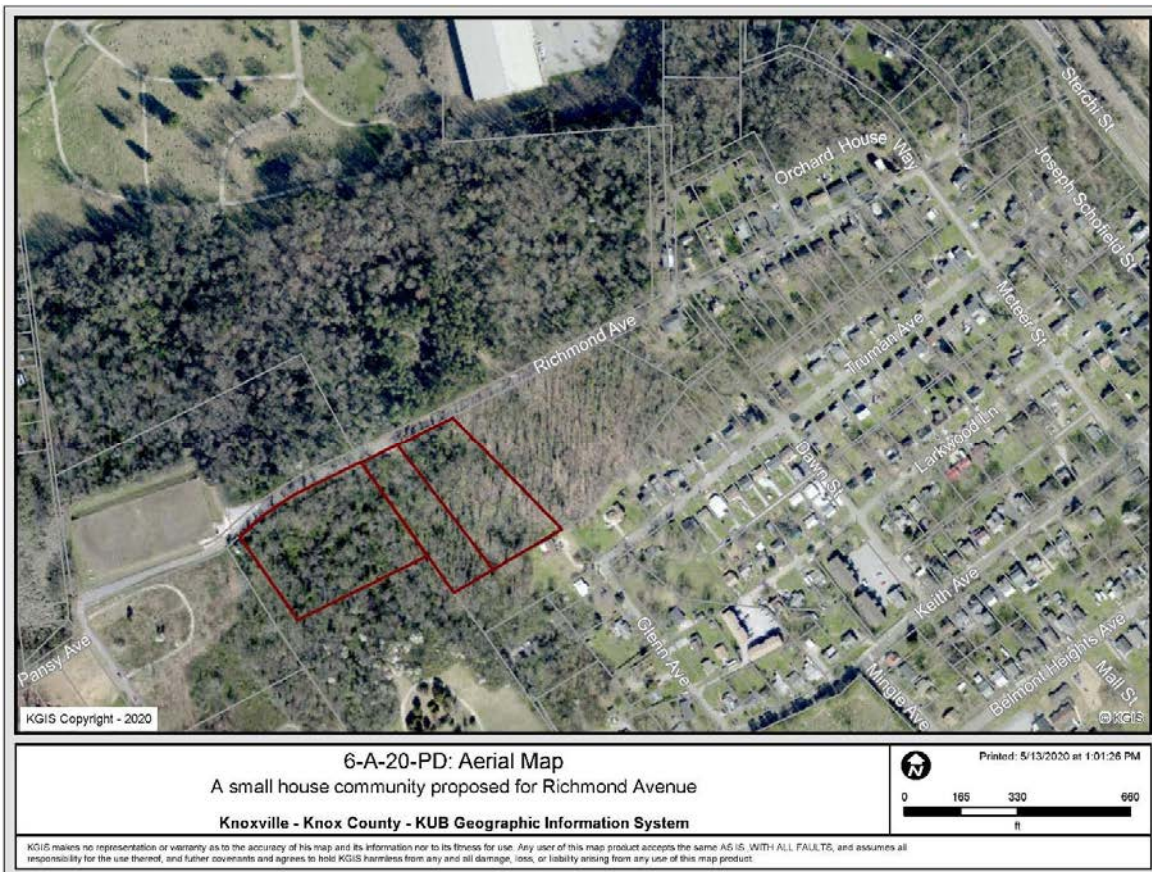 Sterchi St
Orchard House Way
Joseph Schofield St
Mcteer St
Richmond Ave
Truman Ave
Larkwood Ln
Dawn St
Keith Ave
Glenn Ave
Belmont Heights Ave
Mingle Ave
Mall St
Pansy Ave
KGIS Copyright - 2020
© KGIS
6-A-20-PD: Aerial Map
A small house community proposed for Richmond Avenue
Knoxville - Knox County - KUB Geographic Information System
N
Printed: 5/13/2020 at 1:01:26 PM
0 165 330 660
ft
KGIS makes no representation or warranty as to the accuracy of his map and its information nor to its fitness for use. Any user of this map product accepts the same AS IS ,WITH ALL FAULTS, and assumes all
responsibility for the use thereof, and futher covenants and agrees to hold KGIS harmless from any and all damage, loss, or liability arising from any use of this map product.